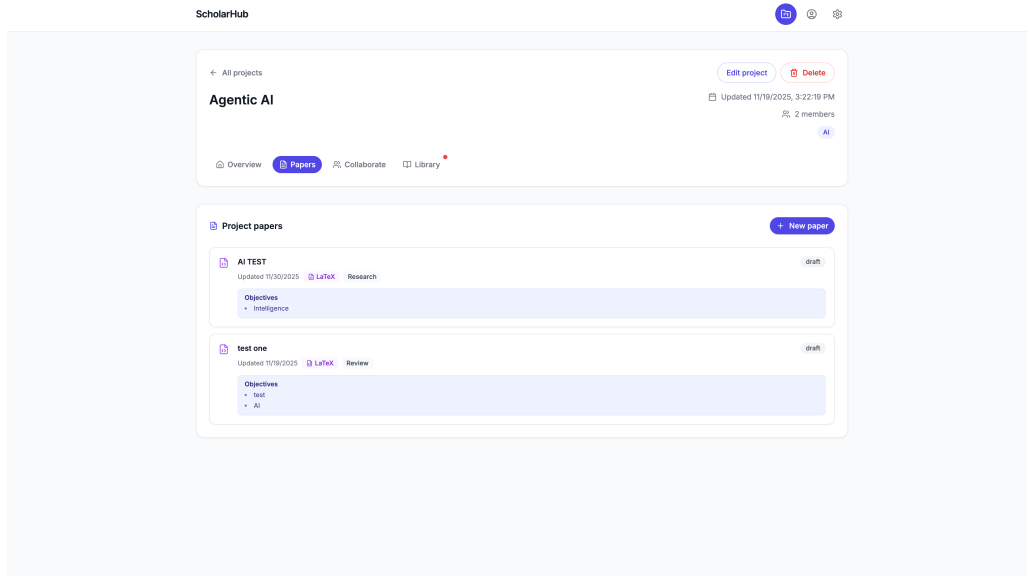 ScholarHub
All projects
Edit project
Delete
Agentic AI
Updated 11/19/2025, 3:22:19 PM
2 members
AI
Overview
Papers
Collaborate
Library
Project papers
New paper
AI TEST
draft
Updated 11/30/2025 LaTeX Research
Objectives
• Intelligence
test one
draft
Updated 11/19/2025 LaTeX Review
Objectives
• test
• AI